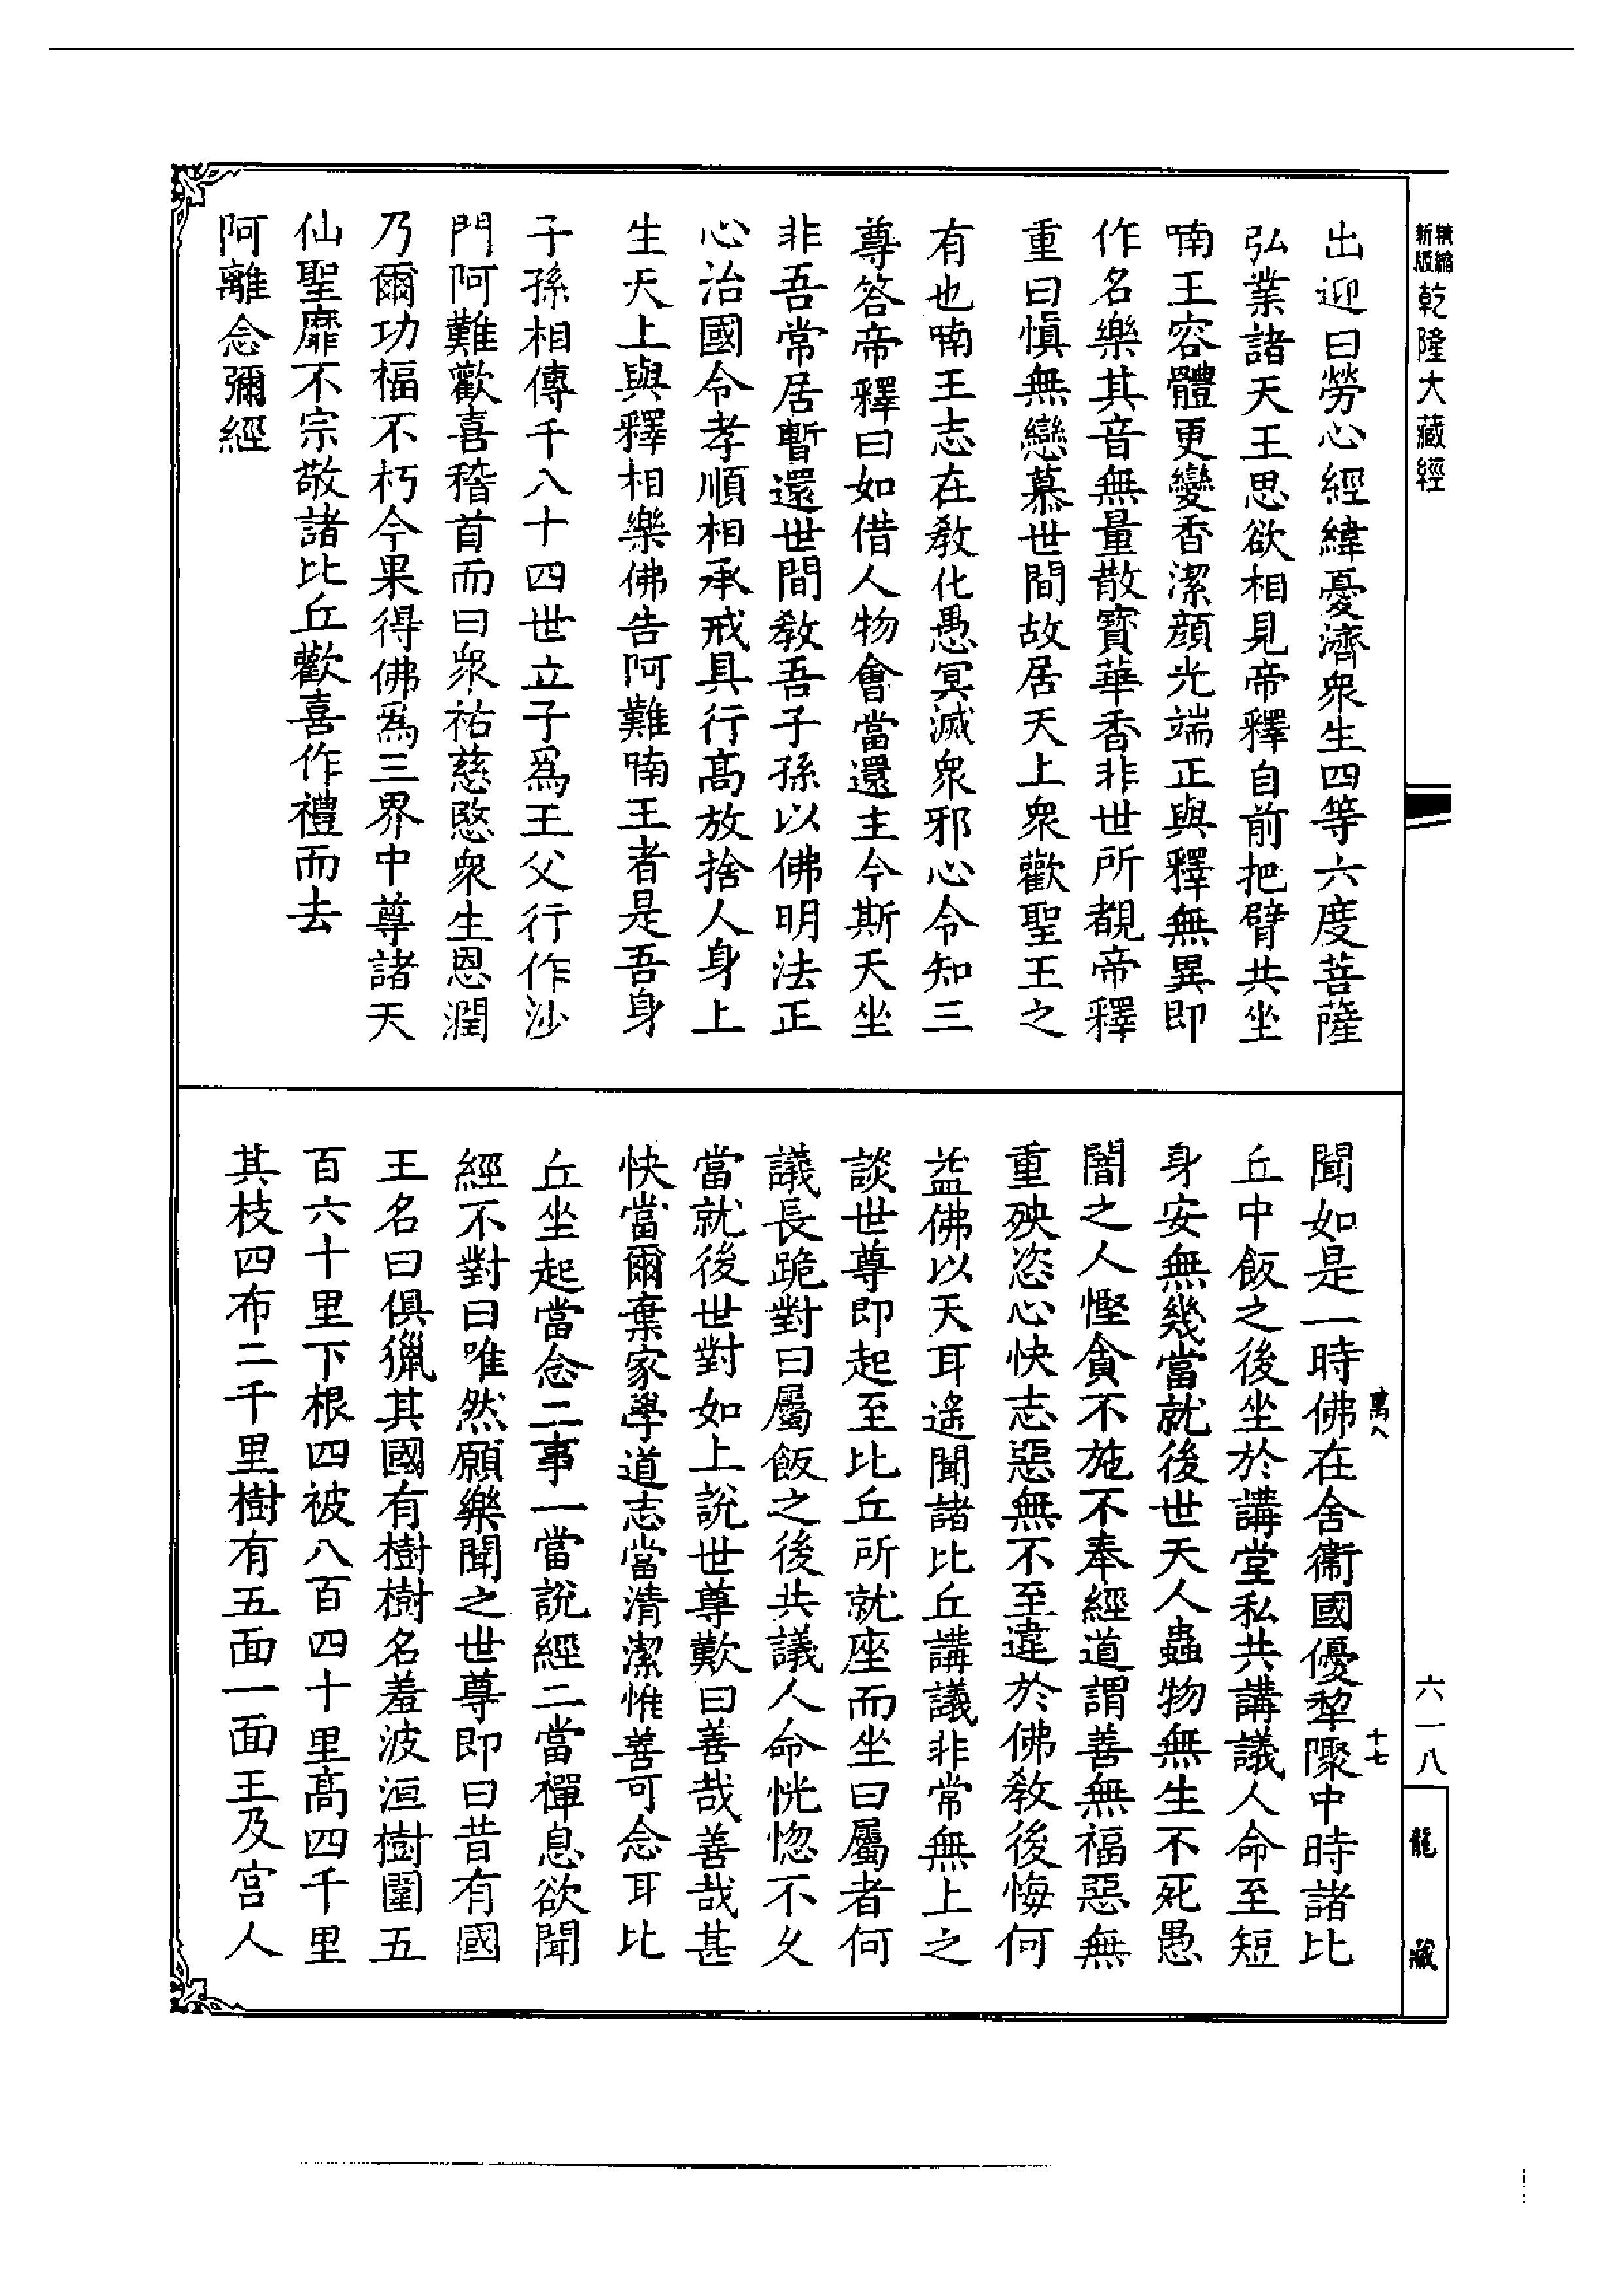 精縮新版乾隆大藏經
出迎曰勞心經緯憂濟衆生四等六度菩薩
弘業諸天王思欲相見帝釋自前把臂共坐
喃王容體更變香潔顔光端正與釋無異即
作名樂其音無量散寳華香非世所覩帝釋
重曰愼無戀慕世間故居天上衆歡聖王之
有也喃王志在教化愚冥滅衆邪心令知三
尊答帝釋曰如借人物會當還主今斯天坐
非吾常居暫還世間教吾子孫以佛明法正
心治國令孝順相承戒具行髙放捨人身上
生天上與釋相樂佛告阿難喃王者是吾身
子孫相傳千八十四世立子爲王父行作沙
門阿難歡喜稽首而曰衆祐慈愍衆生恩潤
乃爾功福不朽今果得佛爲三界中尊諸天
仙聖靡不宗敬諸比丘歡喜作禮而去
阿離念彌經
六一八
龍藏
萬八
十七
聞如是一時佛在舍衞國優犂聚中時諸比
丘中飯之後坐於講堂私共講議人命至短
身安無幾當就後世天人蟲物無生不死愚
闇之人慳貪不施不奉經道謂善無福惡無
重殃恣心快志惡無不至違於佛教後悔何
益佛以天耳遙聞諸比丘講議非常無上之
談世尊即起至比丘所就座而坐曰屬者何
議長跪對曰屬飯之後共議人命恍惚不久
當就後世對如上說世尊歎曰善哉善哉甚
快當爾棄家學道志當清潔惟善可念耳比
丘坐起當念二事一當說經二當禪息欲聞
經不對曰唯然願樂聞之世尊即曰昔有國
王名曰俱獵其國有樹樹名羞波洹樹圍五
百六十里下根四被八百四十里髙四千里
其枝四布二千里樹有五面一面王及宫人